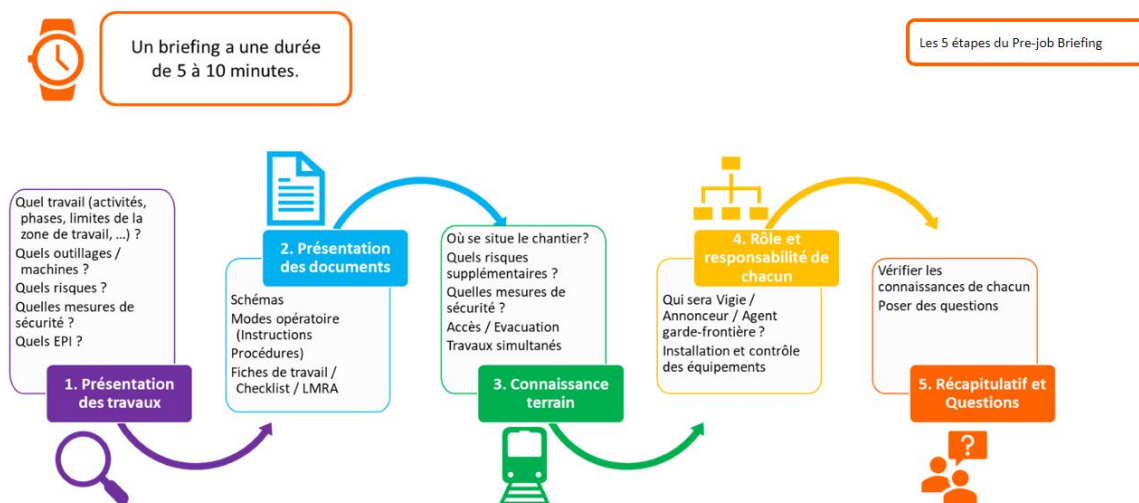 Un briefing a une durée
de 5 à 10 minutes.
Les 5 étapes du Pre-job Briefing
Quel travail (activités,
phases, limites de la
zone de travail, ...) ?
Quels outillages /
machines ?
Quels risques ?
Quelles mesures de
sécurité ?
Quels EPI ?
1. Présentation
des travaux
2. Présentation
des documents
Schémas
Modes opératoire
(Instructions
Procédures)
Fiches de travail /
Checklist / LMRA
Où se situe le chantier?
Quels risques
supplémentaires ?
Quelles mesures de
sécurité ?
Accès / Evacuation
Travaux simultanés
3. Connaissance
terrain
4. Rôle et
responsabilité de
chacun
Qui sera Vigie /
Annonceur / Agent
garde-frontière ?
Installation et contrôle
des équipements
Vérifier les
connaissances de chacun
Poser des questions
5. Récapitulatif et
Questions
?